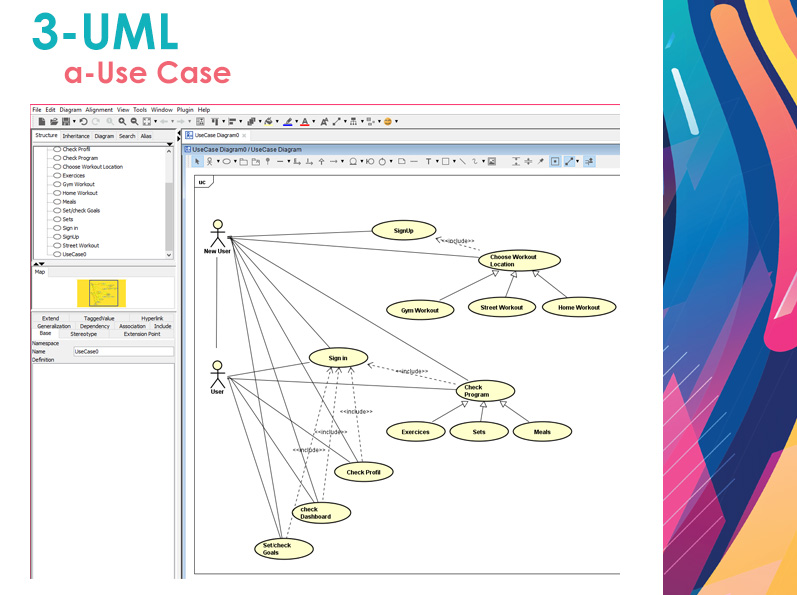 3-UML
a-Use Case
File Edit Diagram Alignment View Tools Window Plugin Help
Structure Inheritance Diagram Search Alias
UseCase Diagram0
UseCase Diagram0 / UseCase Diagram
Check Profil
Check Program
Choose Workout Location
Exercices
Gym Workout
Home Workout
Meals
Set/check Goals
Sets
Sign in
SignUp
Street Workout
UseCase0
Map
Extend TaggedValue Hyperlink
Generalization Dependency Association Include
Base Stereotype Extension Point
Namespace
Name UseCase0
Definition
uc
New User
SignUp
<<include>>
Choose Workout
Location
Gym Workout
Street Workout
Home Workout
User
Sign in
<<include>>
Check
Program
Exercices
Sets
Meals
<<include>>
<<include>>
<<include>>
Check Profil
check
Dashboard
Set/check
Goals